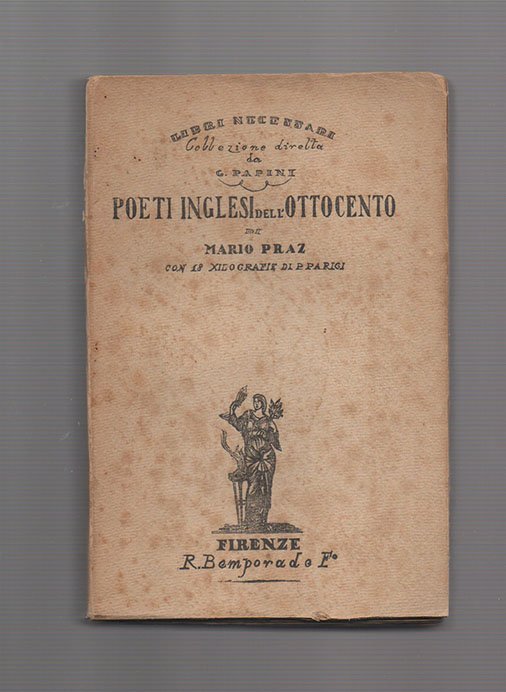 LIBRI NECESSARI
Collezione diretta
da
G. PAPINI
POETI INGLESI DELL'OTTOCENTO
MARIO PRAZ
CON 18 XILOGRAFIE DI P. PARIGI
FIRENZE
R. Bemporad e F.º